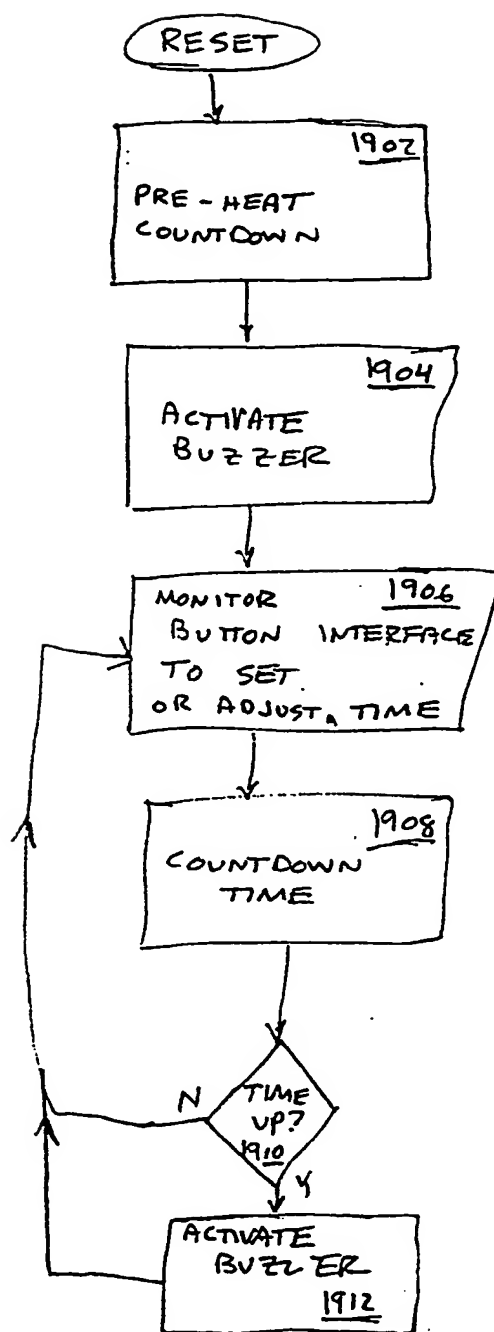 RESET
1902
PRE-HEAT
COUNTDOWN
1904
ACTIVATE
BUZZER
1906
MONITOR
BUTTON INTERFACE
TO SET
OR ADJUST TIME
1908
COUNTDOWN
TIME
N
TIME
UP?
1910
Y
ACTIVATE
BUZZER
1912